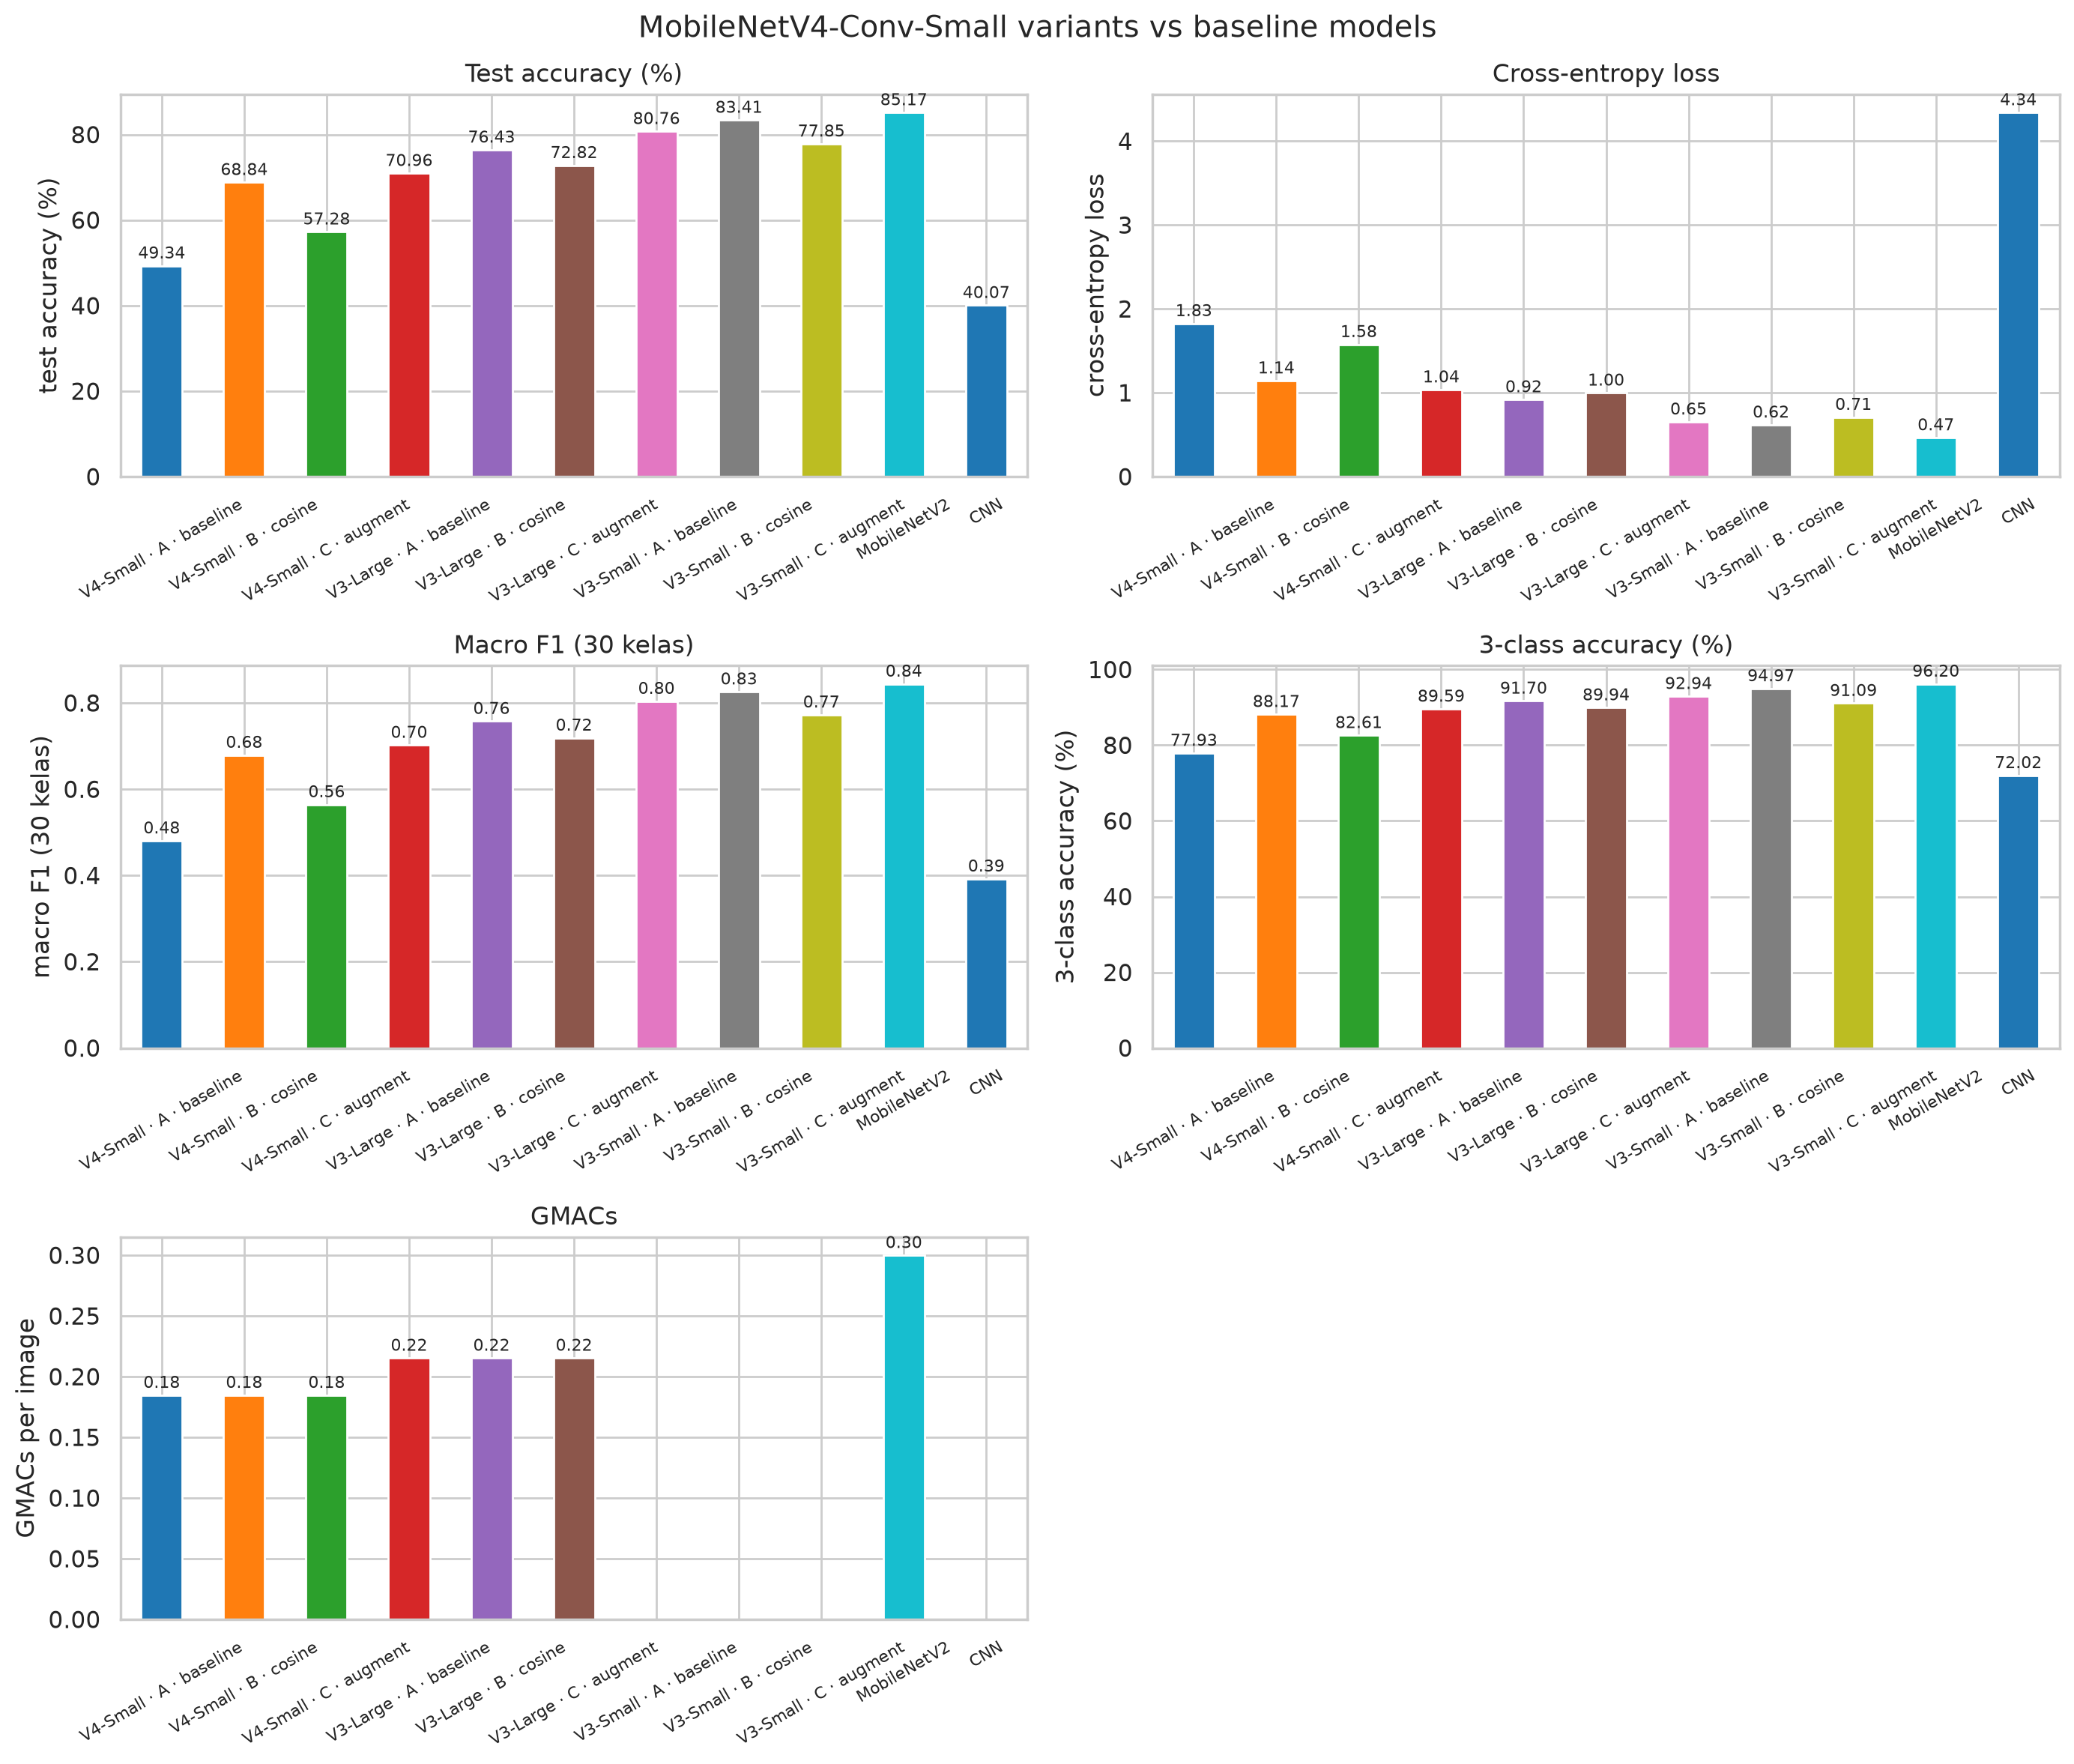 MobileNetV4-Conv-Small variants vs baseline models
Test accuracy (%)
test accuracy (%)
80
60
40
20
0
49.34
68.84
57.28
70.96
76.43
72.82
80.76
83.41
77.85
85.17
40.07
V4-Small · A · baseline
V4-Small · B · cosine
V4-Small · C · augment
V3-Large · A · baseline
V3-Large · B · cosine
V3-Large · C · augment
V3-Small · A · baseline
V3-Small · B · cosine
V3-Small · C · augment
MobileNetV2
CNN
Cross-entropy loss
cross-entropy loss
4
3
2
1
0
1.83
1.14
1.58
1.04
0.92
1.00
0.65
0.62
0.71
0.47
4.34
V4-Small · A · baseline
V4-Small · B · cosine
V4-Small · C · augment
V3-Large · A · baseline
V3-Large · B · cosine
V3-Large · C · augment
V3-Small · A · baseline
V3-Small · B · cosine
V3-Small · C · augment
MobileNetV2
CNN
Macro F1 (30 kelas)
macro F1 (30 kelas)
0.8
0.6
0.4
0.2
0.0
0.48
0.68
0.56
0.70
0.76
0.72
0.80
0.83
0.77
0.84
0.39
V4-Small · A · baseline
V4-Small · B · cosine
V4-Small · C · augment
V3-Large · A · baseline
V3-Large · B · cosine
V3-Large · C · augment
V3-Small · A · baseline
V3-Small · B · cosine
V3-Small · C · augment
MobileNetV2
CNN
3-class accuracy (%)
3-class accuracy (%)
100
80
60
40
20
0
77.93
88.17
82.61
89.59
91.70
89.94
92.94
94.97
91.09
96.20
72.02
V4-Small · A · baseline
V4-Small · B · cosine
V4-Small · C · augment
V3-Large · A · baseline
V3-Large · B · cosine
V3-Large · C · augment
V3-Small · A · baseline
V3-Small · B · cosine
V3-Small · C · augment
MobileNetV2
CNN
GMACs
GMACs per image
0.30
0.25
0.20
0.15
0.10
0.05
0.00
0.18
0.18
0.18
0.22
0.22
0.22
0.30
V4-Small · A · baseline
V4-Small · B · cosine
V4-Small · C · augment
V3-Large · A · baseline
V3-Large · B · cosine
V3-Large · C · augment
V3-Small · A · baseline
V3-Small · B · cosine
V3-Small · C · augment
MobileNetV2
CNN